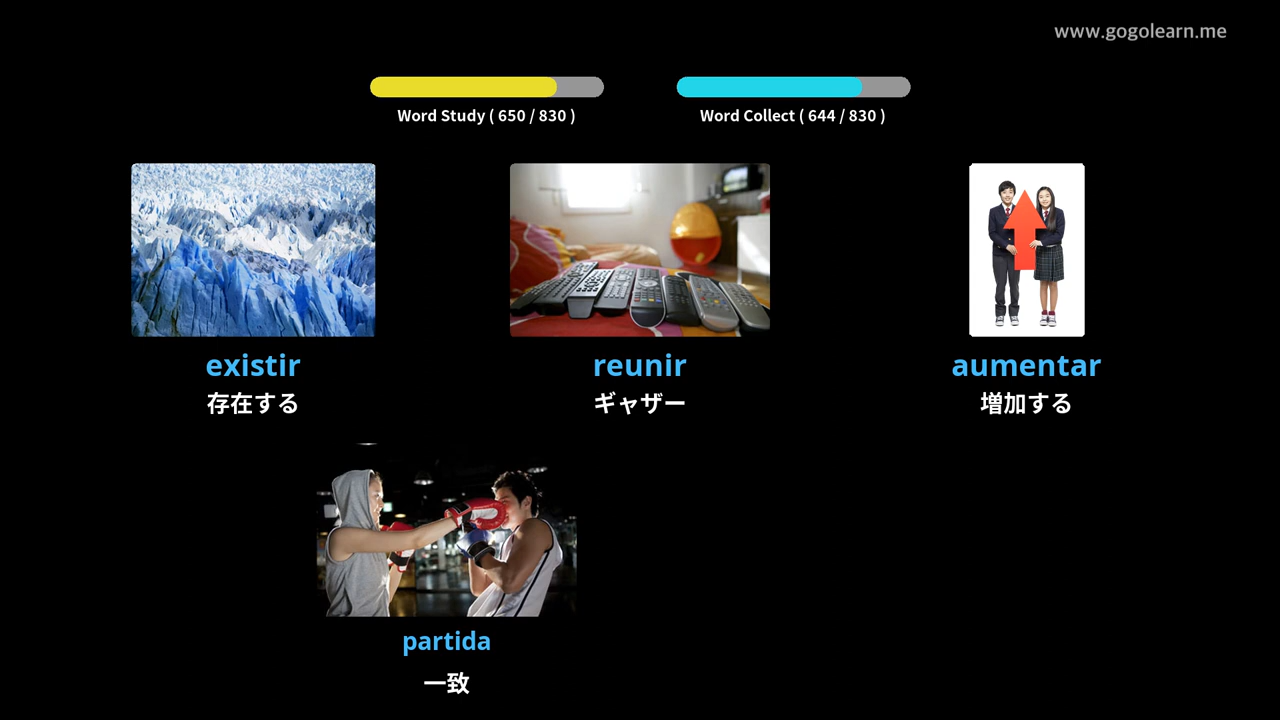 www.gogolearn.me
Word Study ( 650 / 830 )
Word Collect ( 644 / 830 )
existir
存在する
reunir
ギャザー
aumentar
増加する
partida
一致